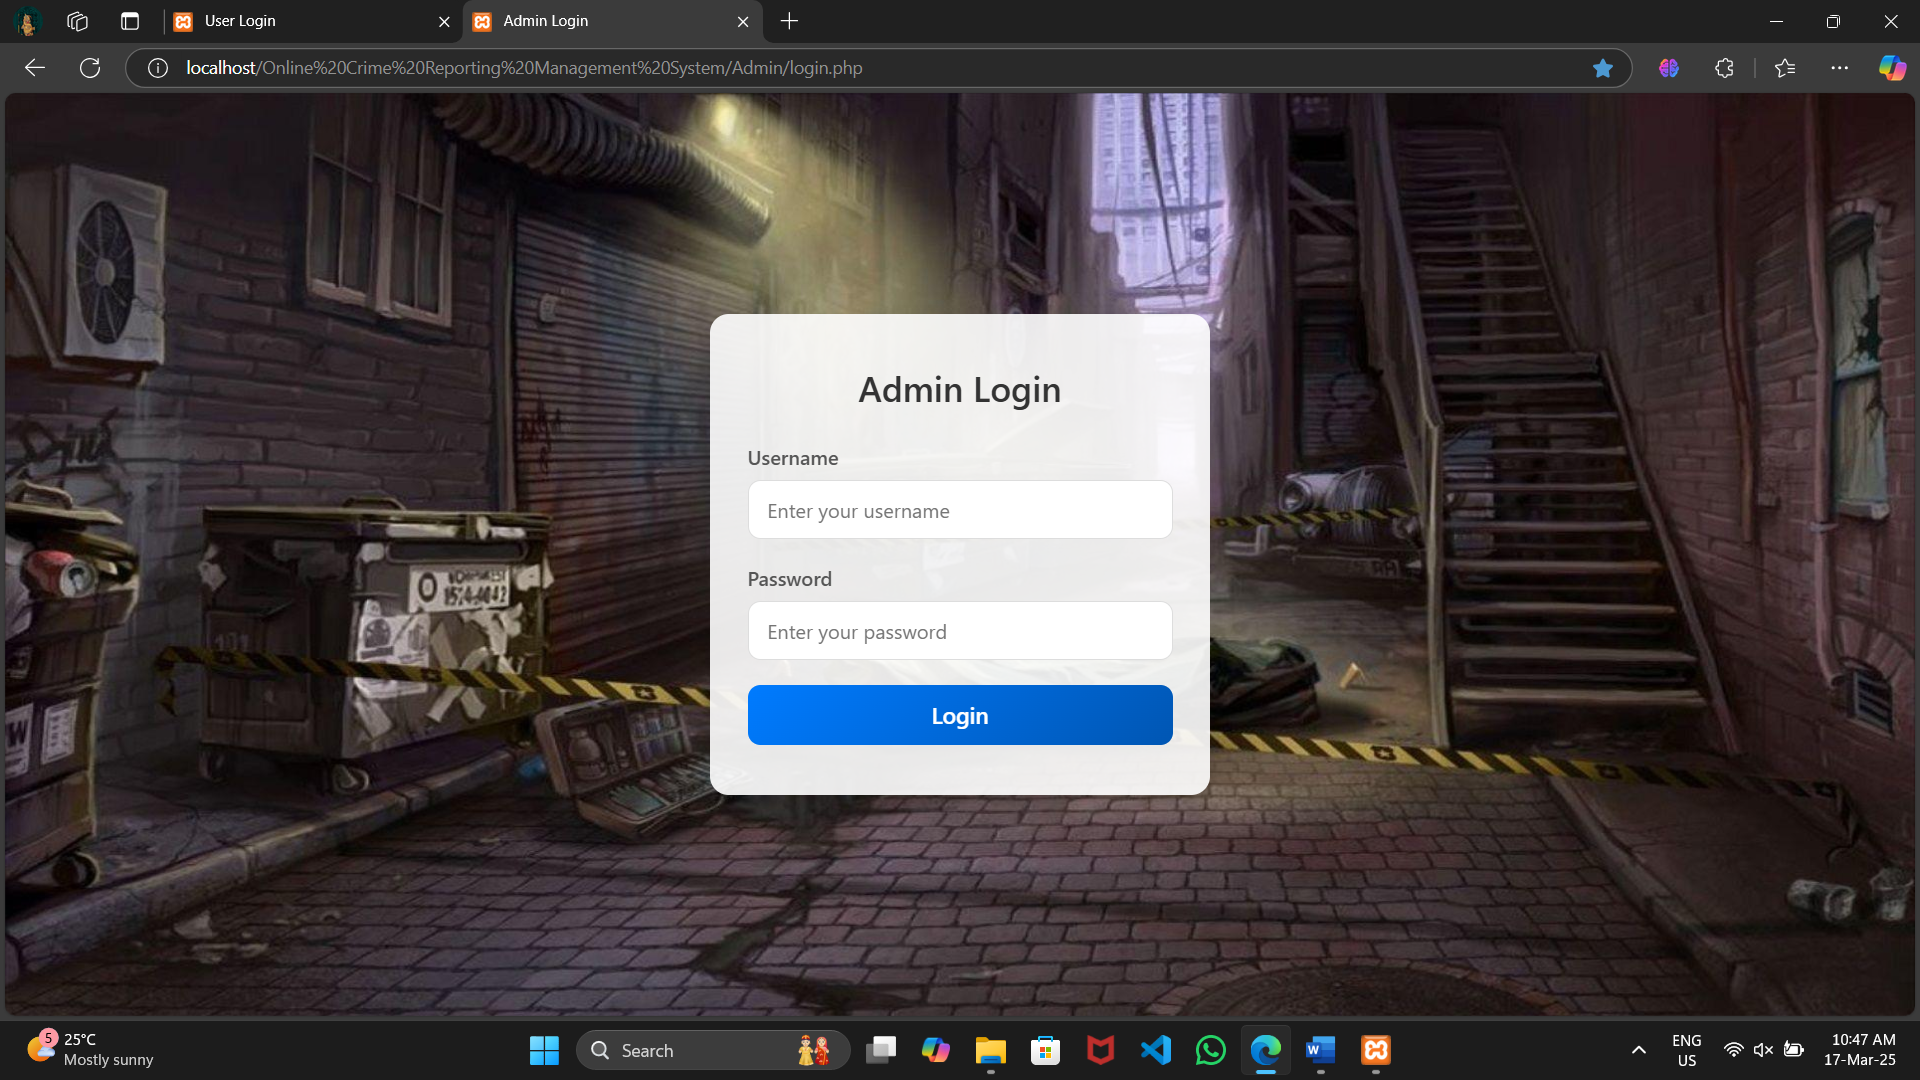 User Login
Admin Login
localhost/Online%20Crime%20Reporting%20Management%20System/Admin/login.php
Admin Login
Username
Enter your username
Password
Enter your password
Login
5
25°C
Mostly sunny
Search
W
ENG
US
10:47 AM
17-Mar-25